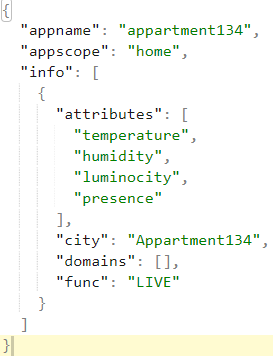 {
  "appname": "appartment134",
  "appscope": "home",
  "info": [
    {
      "attributes": [
        "temperature",
        "humidity",
        "luminocity",
        "presence"
      ],
      "city": "Appartment134",
      "domains": [],
      "func": "LIVE"
    }
  ]
}